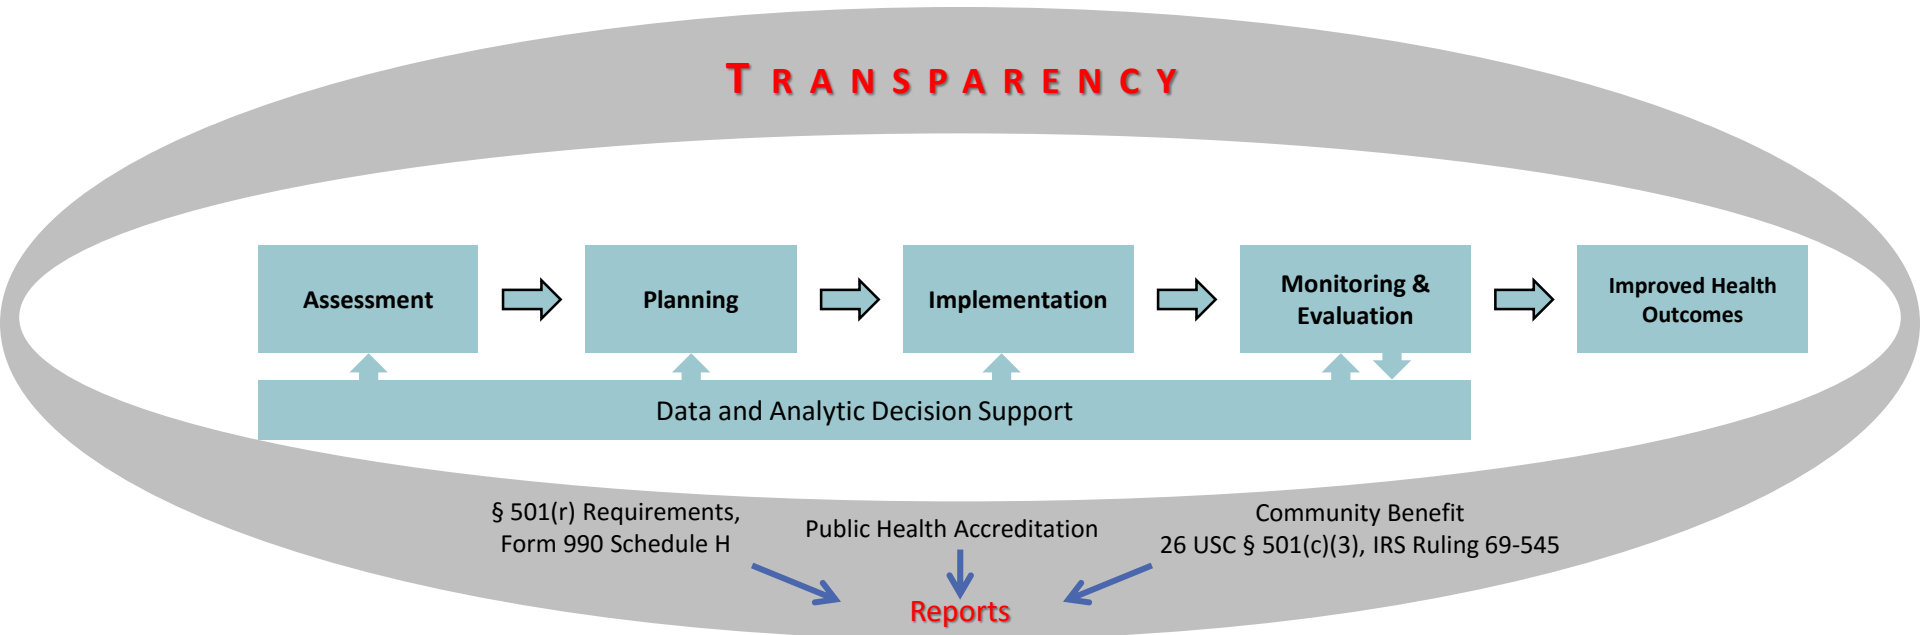 TRANSPARENCY
Assessment
Planning
Implementation
Monitoring &
Evaluation
Improved Health
Outcomes
Data and Analytic Decision Support
§ 501(r) Requirements,
Form 990 Schedule H
Public Health Accreditation
Community Benefit
26 USC § 501(c)(3), IRS Ruling 69-545
Reports